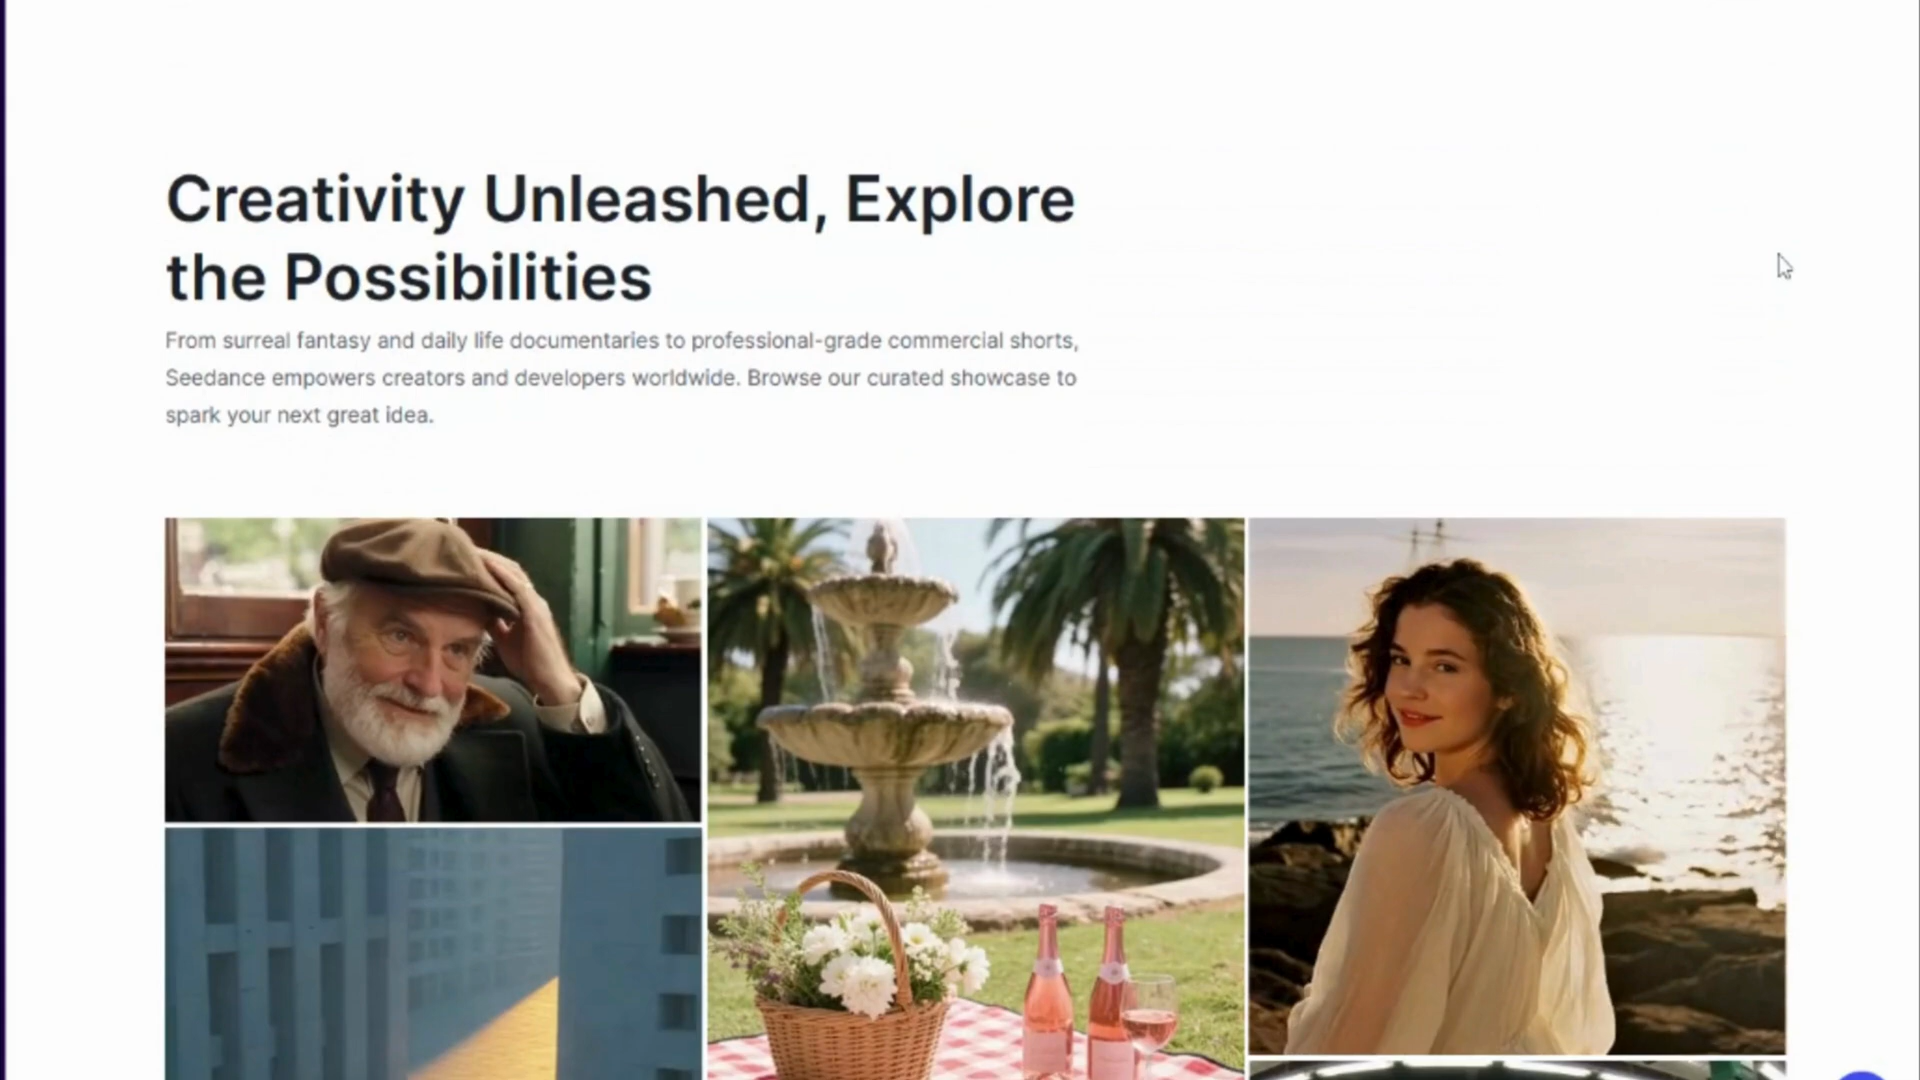 Creativity Unleashed, Explore
the Possibilities
From surreal fantasy and daily life documentaries to professional-grade commercial shorts,
Seedance empowers creators and developers worldwide. Browse our curated showcase to
spark your next great idea.